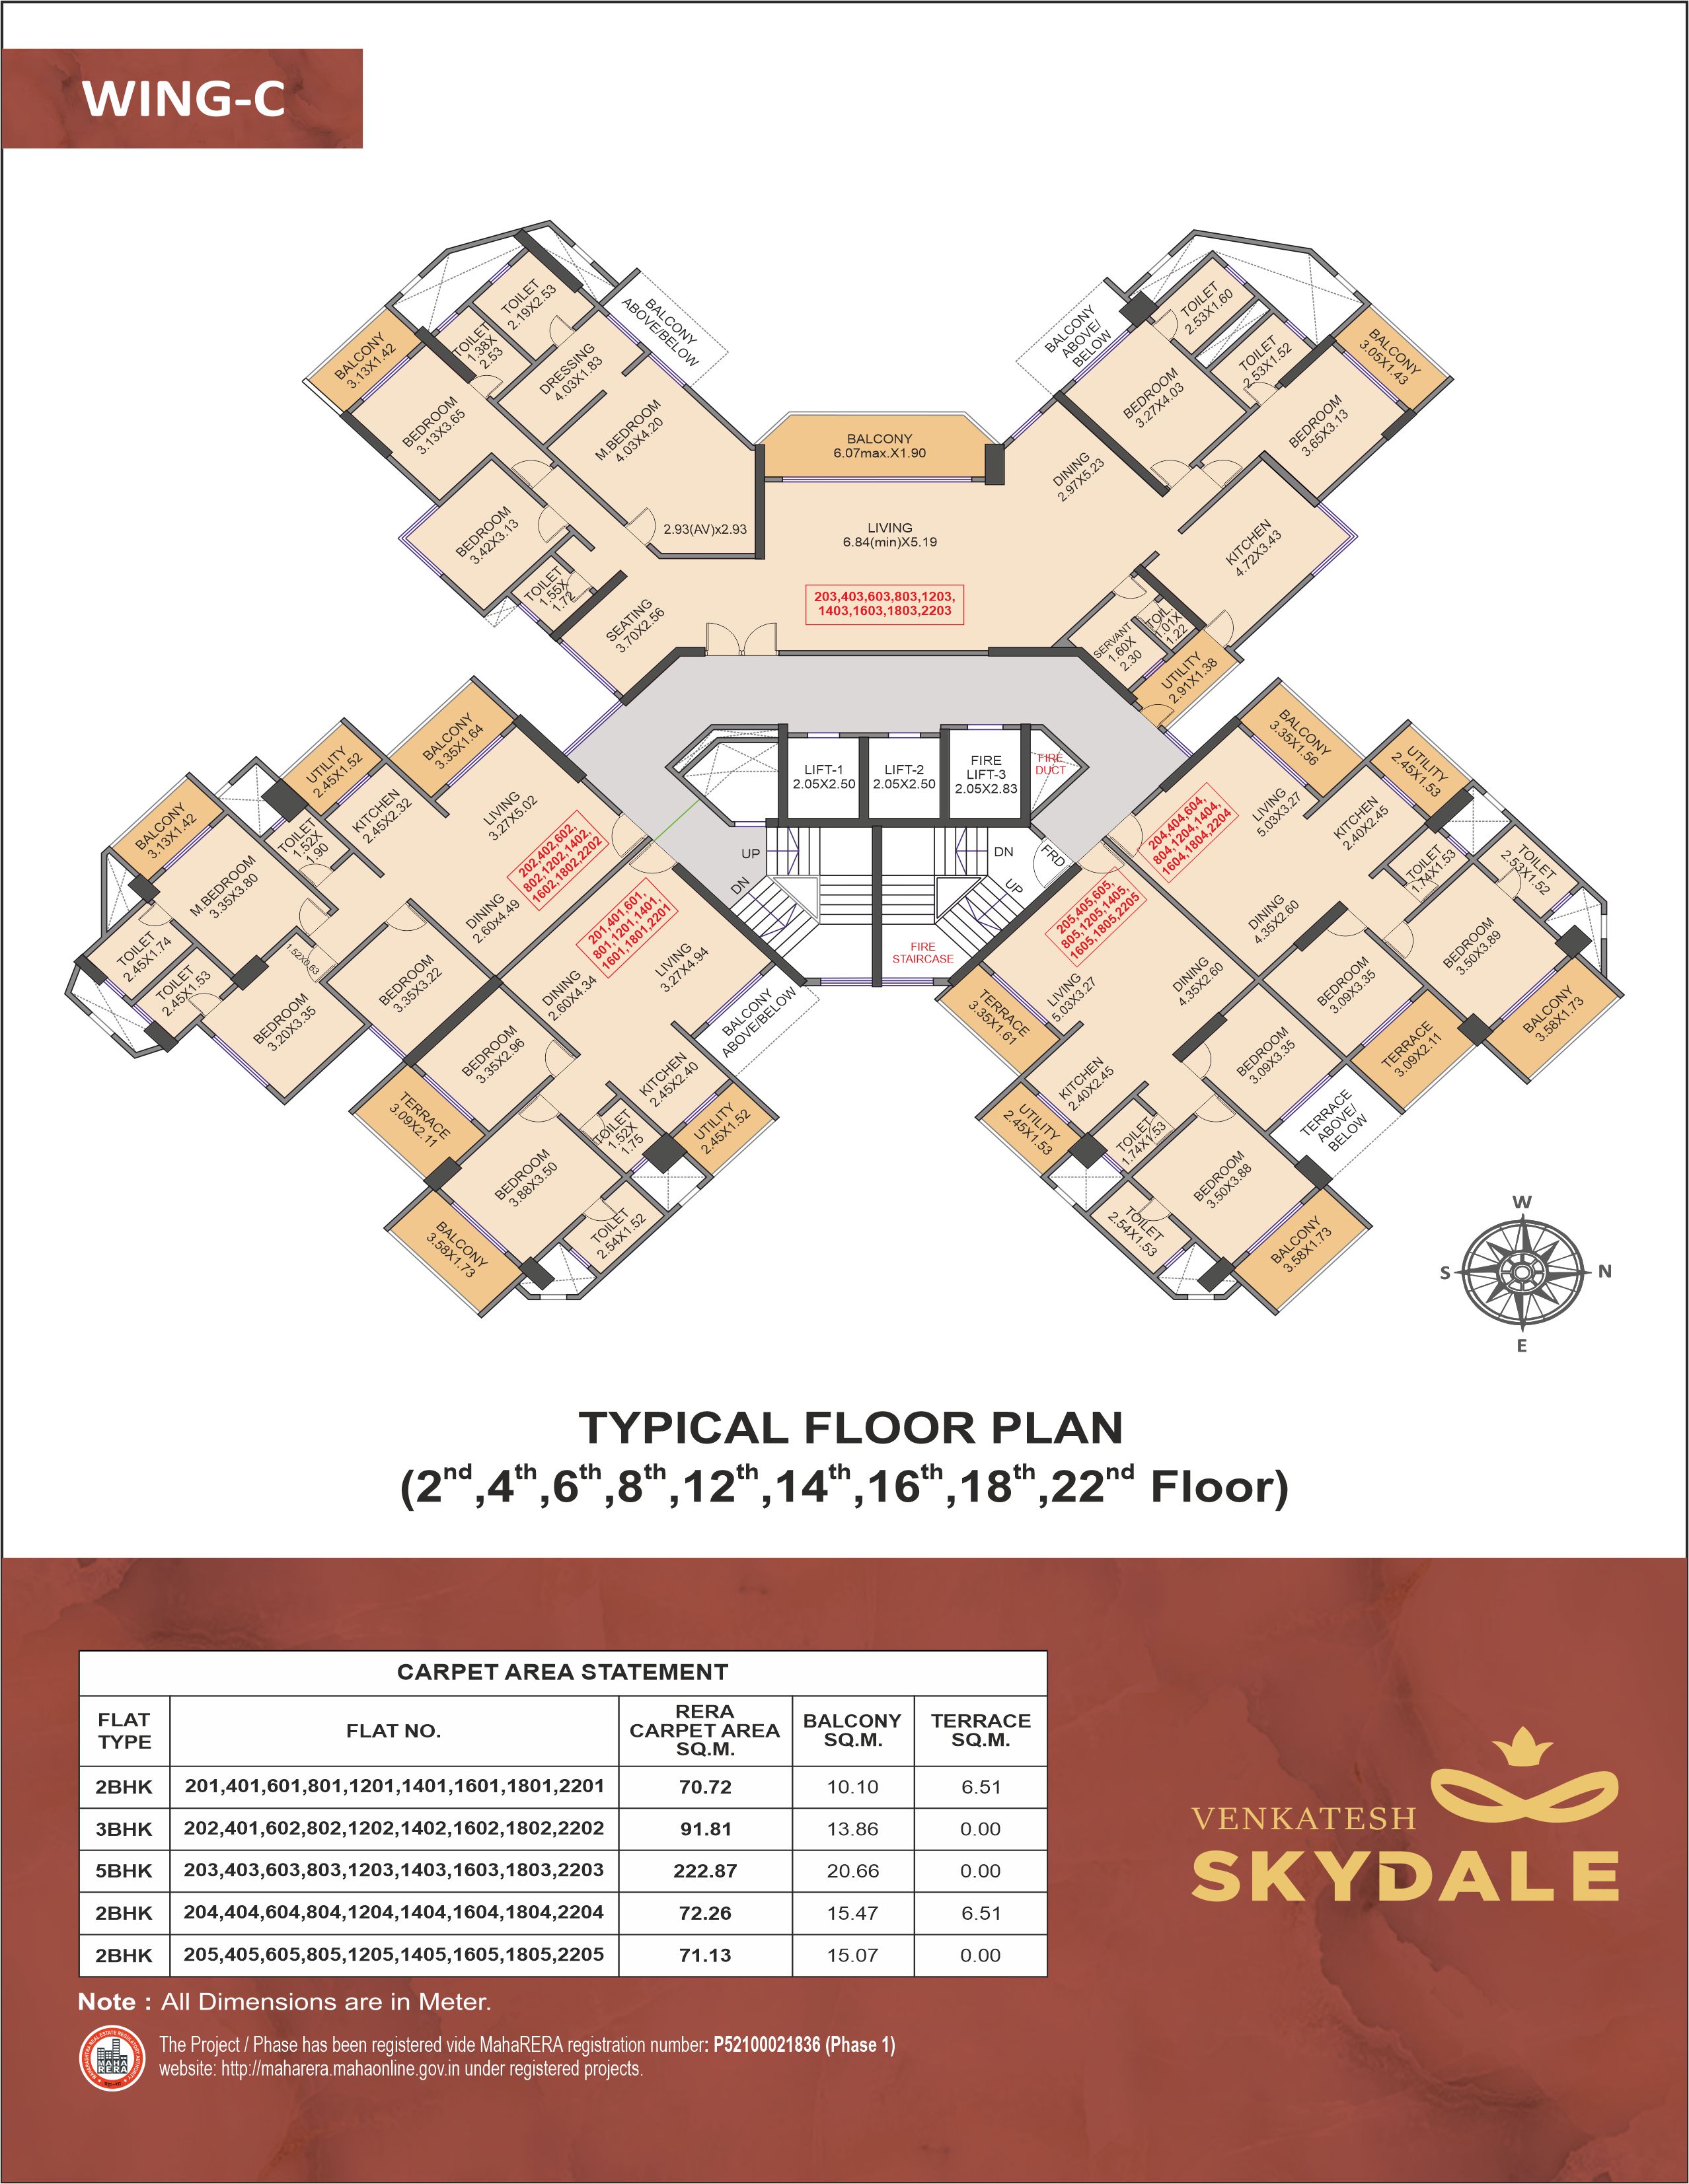 WING-C
TOILET
2.19X2.53
BALCONY
ABOVE/BELOW
TOILET
1.38X
2.53
BALCONY
3.13X1.42
DRESSING
4.03X1.83
BEDROOM
3.13X3.65
M.BEDROOM
4.03X4.20
2.93(AV)x2.93
BEDROOM
3.42X3.13
TOILET
1.55X
1.72
SEATING
3.70X2.56
BALCONY
6.07max.X1.90
LIVING
6.84(min)X5.19
203,403,603,803,1203,
1403,1603,1803,2203
DINING
2.97X5.23
BALCONY
ABOVE/
BELOW
TOILET
2.53X1.60
TOILET
2.53X1.52
BALCONY
3.05X1.43
BEDROOM
3.27X4.03
BEDROOM
3.65X3.13
KITCHEN
4.72X3.43
SERVANT
1.60X
2.30
TOIL.
1.01X
1.22
UTILITY
2.91X1.38
LIFT-1
2.05X2.50
LIFT-2
2.05X2.50
FIRE
LIFT-3
2.05X2.83
FIRE
DUCT
UP
DN
DN
UP
FRD
FIRE
STAIRCASE
BALCONY
3.35X1.64
UTILITY
2.45X1.52
KITCHEN
2.45X2.32
LIVING
3.27X5.02
202,402,602,
802,1202,1402,
1602,1802,2202
DINING
2.60X4.49
TOILET
1.52X
1.90
BALCONY
3.13X1.42
M.BEDROOM
3.35X3.80
TOILET
2.45X1.74
TOILET
2.45X1.53
1.52X0.63
BEDROOM
3.20X3.35
BEDROOM
3.35X3.22
201,401,601,
801,1201,1401,
1601,1801,2201
LIVING
3.27X4.94
DINING
2.60X4.34
BALCONY
ABOVE/BELOW
BEDROOM
3.35X2.96
KITCHEN
2.45X2.40
UTILITY
2.45X1.52
TOILET
1.52X
1.75
TERRACE
3.09X2.11
BEDROOM
3.88X3.50
TOILET
2.54X1.52
BALCONY
3.58X1.73
BALCONY
3.35X1.56
UTILITY
2.45X1.53
LIVING
5.03X3.27
KITCHEN
2.40X2.45
204,404,604,
804,1204,1404,
1604,1804,2204
TOILET
1.74X1.53
TOILET
2.53X1.52
DINING
4.35X2.60
BEDROOM
3.50X3.89
BEDROOM
3.09X3.35
BALCONY
3.58X1.73
TERRACE
3.09X2.11
205,405,605,
805,1205,1405,
1605,1805,2205
LIVING
5.03X3.27
DINING
4.35X2.60
TERRACE
3.35X1.61
KITCHEN
2.40X2.45
BEDROOM
3.09X3.35
UTILITY
2.45X1.53
TOILET
1.74X1.53
TERRACE
ABOVE/
BELOW
BEDROOM
3.50X3.88
TOILET
2.54X1.53
BALCONY
3.58X1.73
W
S
N
E
TYPICAL FLOOR PLAN
(2nd,4th,6th,8th,12th,14th,16th,18th,22nd Floor)
CARPET AREA STATEMENT
FLAT TYPE FLAT NO. RERA CARPET AREA SQ.M. BALCONY SQ.M. TERRACE SQ.M.
2BHK 201,401,601,801,1201,1401,1601,1801,2201 70.72 10.10 6.51
3BHK 202,401,602,802,1202,1402,1602,1802,2202 91.81 13.86 0.00
5BHK 203,403,603,803,1203,1403,1603,1803,2203 222.87 20.66 0.00
2BHK 204,404,604,804,1204,1404,1604,1804,2204 72.26 15.47 6.51
2BHK 205,405,605,805,1205,1405,1605,1805,2205 71.13 15.07 0.00
VENKATESH
SKYDALE
Note : All Dimensions are in Meter.
MAHA
RERA
The Project / Phase has been registered vide MahaRERA registration number: P52100021836 (Phase 1)
website: http://maharera.mahaonline.gov.in under registered projects.